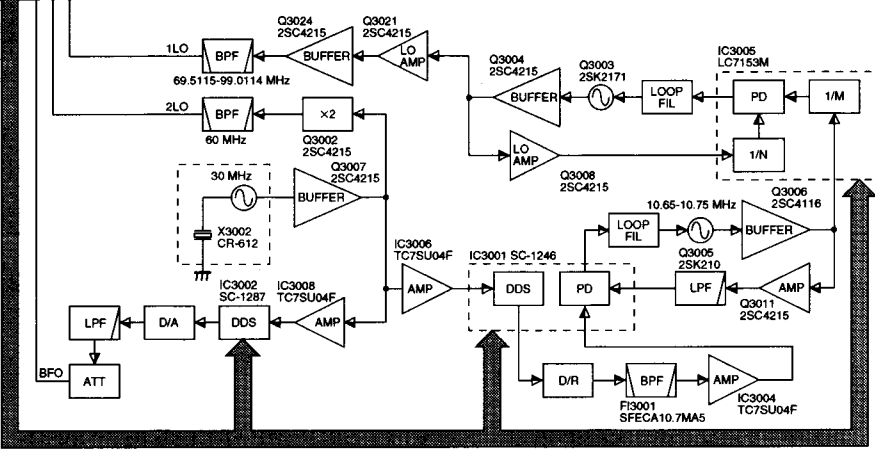 Q3024
2SC4215
Q3021
2SC4215
1LO
BPF
BUFFER
LO
AMP
69.5115-99.0114 MHz
Q3004
2SC4215
BUFFER
Q3003
2SK2171
LOOP
FIL
IC3005
LC7153M
PD
1/M
1/N
2LO
BPF
60 MHz
×2
Q3002
2SC4215
LO
AMP
Q3008
2SC4215
30 MHz
X3002
CR-612
Q3007
2SC4215
BUFFER
10.65-10.75 MHz
LOOP
FIL
Q3005
2SK210
Q3006
2SC4116
BUFFER
IC3006
TC7SU04F
AMP
IC3001 SC-1246
DDS
PD
LPF
AMP
Q3011
2SC4215
IC3002
SC-1287
IC3008
TC7SU04F
LPF
D/A
DDS
AMP
BFO
ATT
D/R
BPF
FI3001
SFECA10.7MA5
AMP
IC3004
TC7SU04F